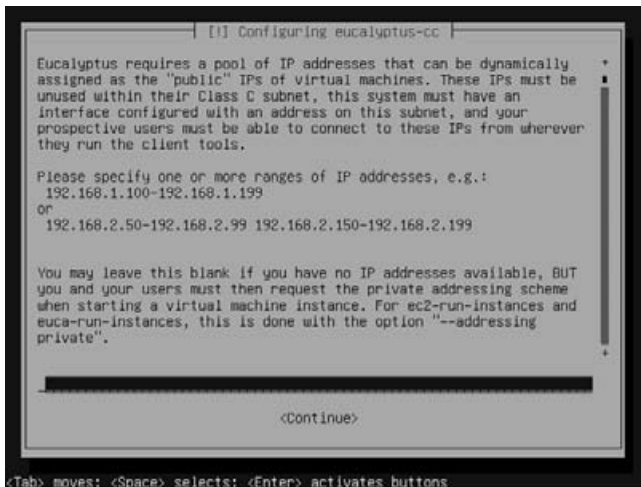 [!] Configuring eucalyptus-cc
Eucalyptus requires a pool of IP addresses that can be dynamically
assigned as the "public" IPs of virtual machines. These IPs must be
unused within their Class C subnet, this system must have an
interface configured with an address on this subnet, and your
prospective users must be able to connect to these IPs from wherever
they run the client tools.
Please specify one or more ranges of IP addresses, e.g.:
192.168.1.100-192.168.1.199
or
192.168.2.50-192.168.2.99 192.168.2.150-192.168.2.199
You may leave this blank if you have no IP addresses available, BUT
you and your users must then request the private addressing scheme
when starting a virtual machine instance. For ec2-run-instances and
euca-run-instances, this is done with the option "--addressing
private".
<Continue>
<Tab> moves; <Space> selects; <Enter> activates buttons